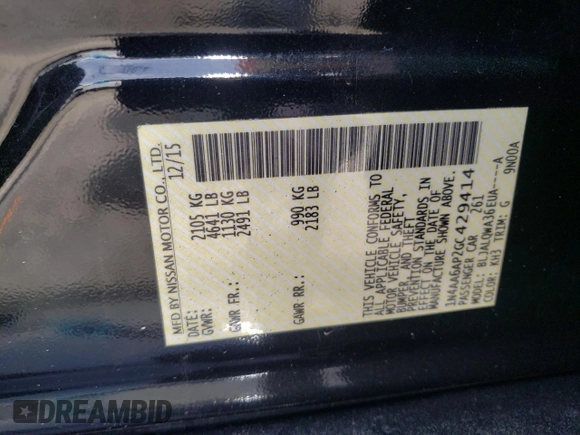 MFD BY NISSAN MOTOR CO., LTD.
DATE: 12/15
GVWR: 2105 KG
4641 LB
GAWR FR.: 1130 KG
2491 LB
GAWR RR.: 990 KG
2183 LB
THIS VEHICLE CONFORMS TO
ALL APPLICABLE FEDERAL
MOTOR VEHICLE SAFETY,
BUMPER, AND THEFT
PREVENTION STANDARDS IN
EFFECT ON THE DATE OF
MANUFACTURE SHOWN ABOVE.
1N4AA6AP2GC429414
PASSENGER CAR 2761
MODEL: BLJALOWA36EUA----A
COLOR: KH3 TRIM: G 9N00A
DREAMBID